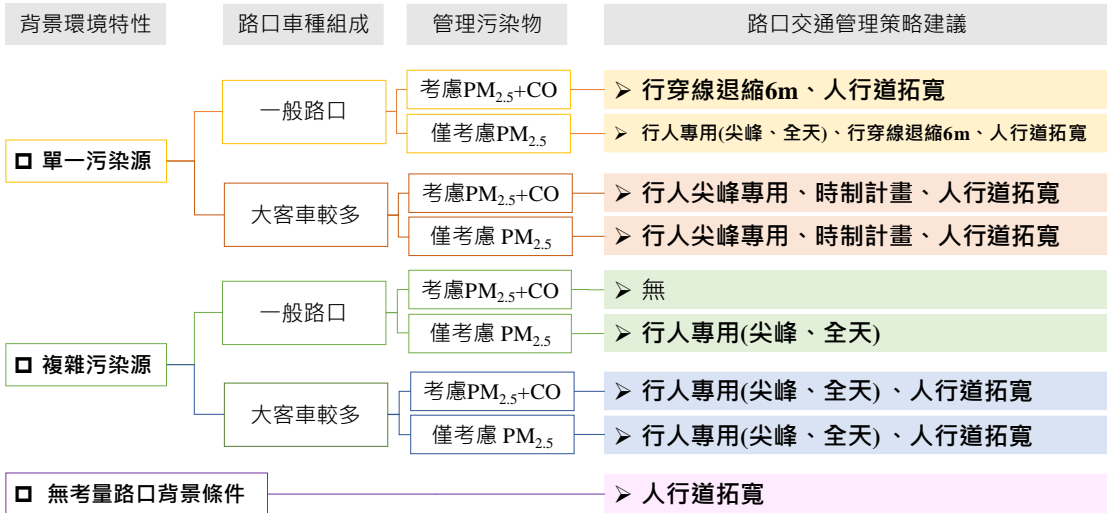 背景環境特性 路口車種組成 管理污染物 路口交通管理策略建議
一般路口
考慮PM2.5+CO
➢ 行穿線退縮6m、人行道拓寬
僅考慮PM2.5
➢ 行人專用(尖峰、全天)、行穿線退縮6m、人行道拓寬
單一污染源
大客車較多
考慮PM2.5+CO
➢ 行人尖峰專用、時制計畫、人行道拓寬
僅考慮 PM2.5
➢ 行人尖峰專用、時制計畫、人行道拓寬
一般路口
考慮PM2.5+CO
➢ 無
僅考慮 PM2.5
➢ 行人專用(尖峰、全天)
複雜污染源
大客車較多
考慮PM2.5+CO
➢ 行人專用(尖峰、全天) 、人行道拓寬
僅考慮 PM2.5
➢ 行人專用(尖峰、全天) 、人行道拓寬
無考量路口背景條件
➢ 人行道拓寬